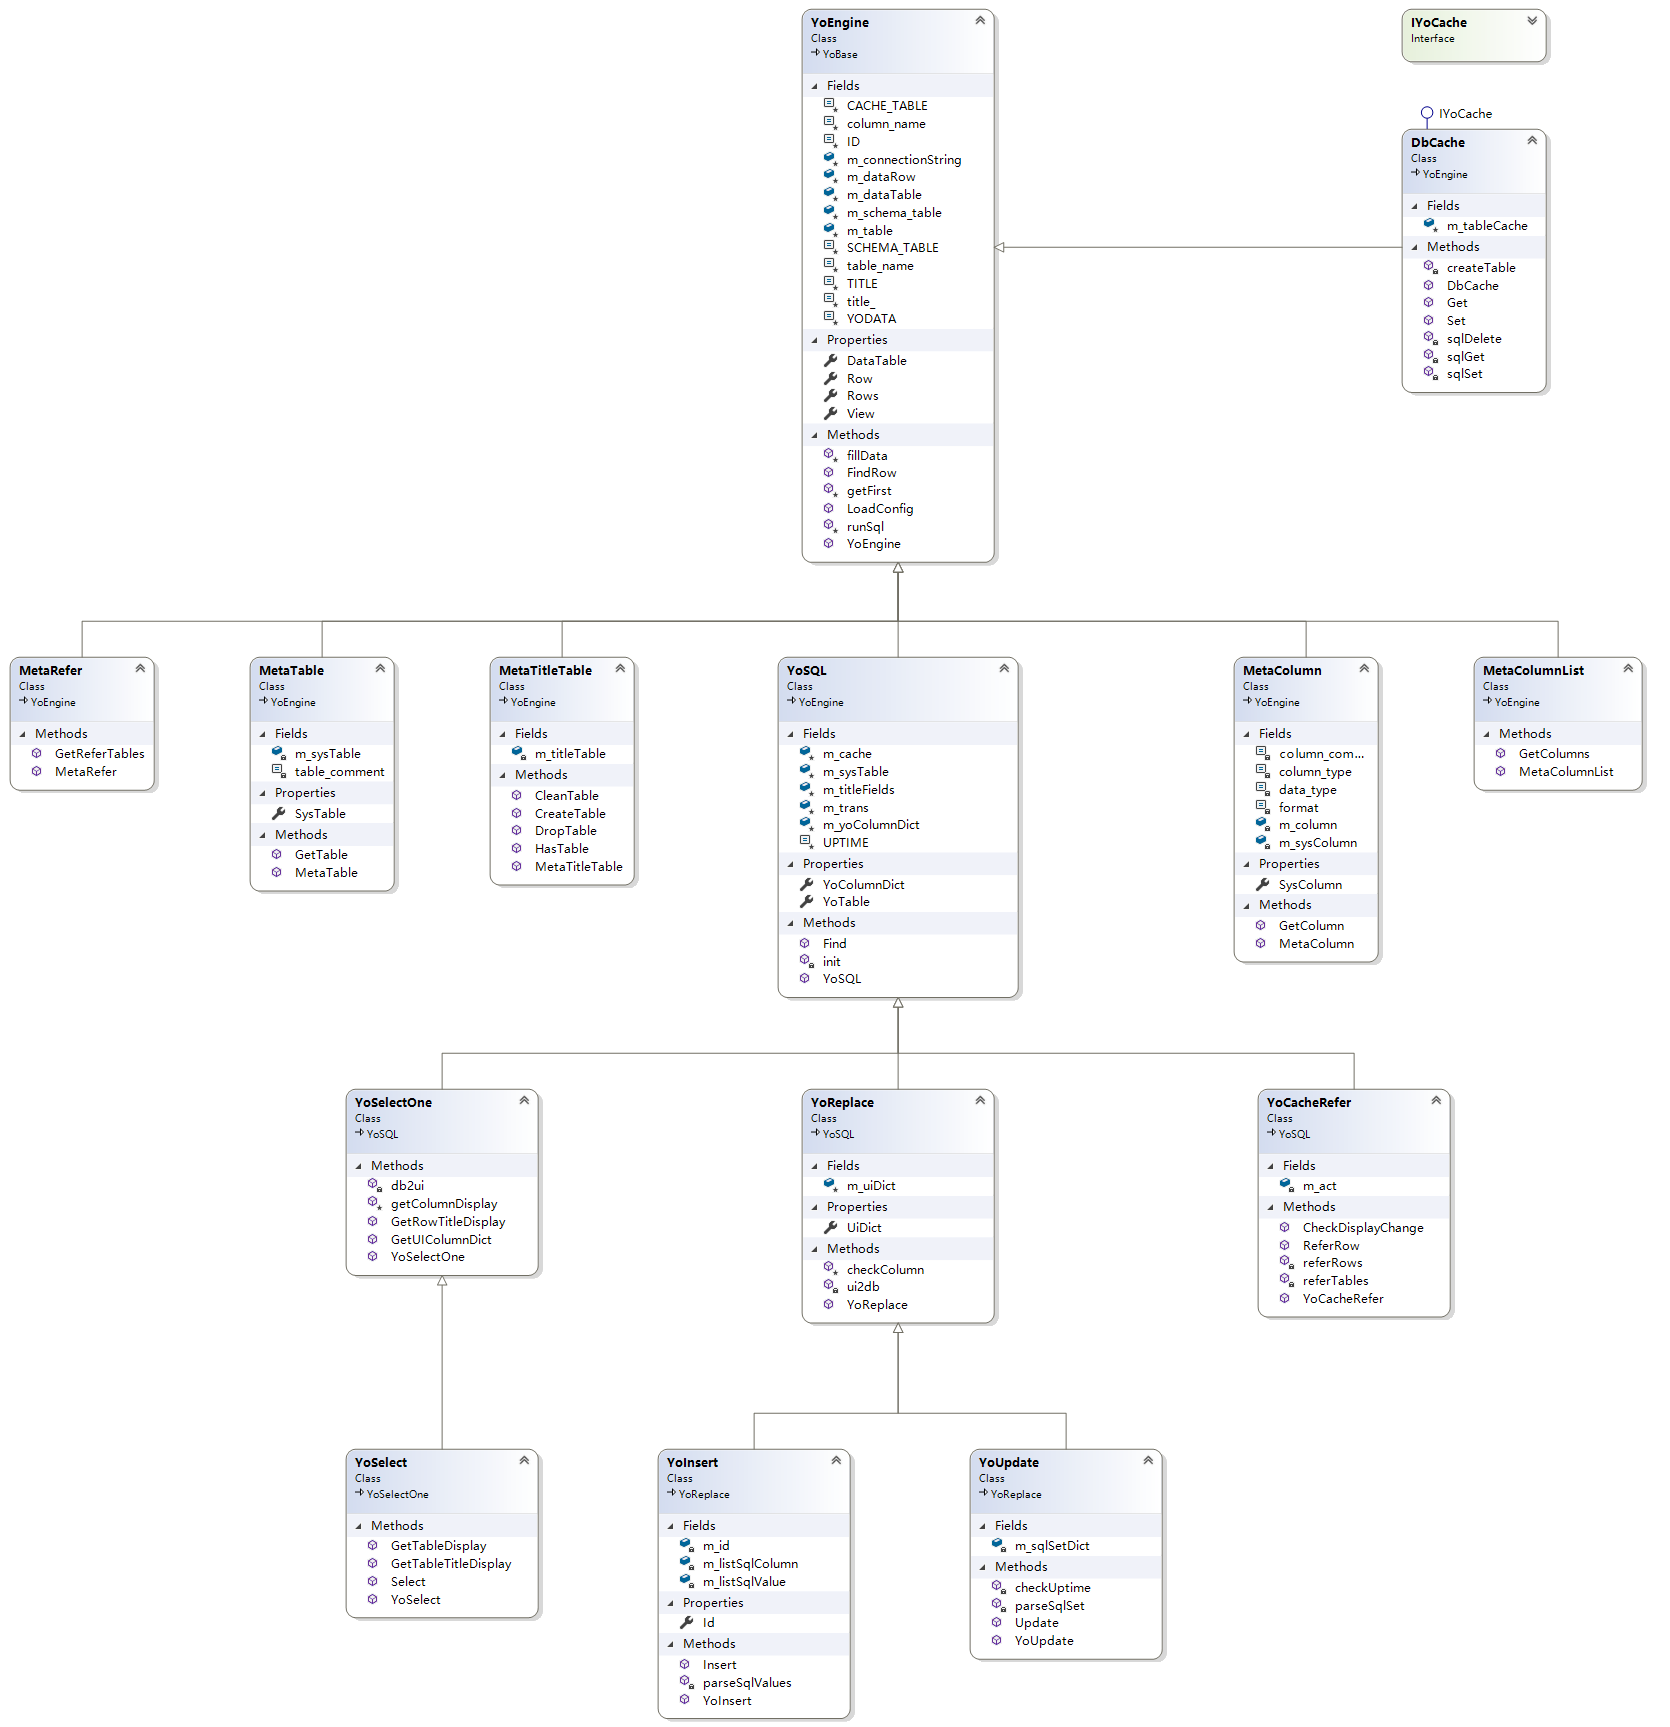 YoEngine
Class
YoBase
Fields
CACHE_TABLE
column_name
ID
m_connectionString
m_dataRow
m_dataTable
m_schema_table
m_table
SCHEMA_TABLE
table_name
TITLE
title_
YODATA
Properties
DataTable
Row
Rows
View
Methods
fillData
FindRow
getFirst
LoadConfig
runSql
YoEngine
IYoCache
Interface
IYoCache
DbCache
Class
YoEngine
Fields
m_tableCache
Methods
createTable
DbCache
Get
Set
sqlDelete
sqlGet
sqlSet
MetaRefer
Class
YoEngine
Methods
GetReferTables
MetaRefer
MetaTable
Class
YoEngine
Fields
m_sysTable
table_comment
Properties
SysTable
Methods
GetTable
MetaTable
MetaTitleTable
Class
YoEngine
Fields
m_titleTable
Methods
CleanTable
CreateTable
DropTable
HasTable
MetaTitleTable
YoSQL
Class
YoEngine
Fields
m_cache
m_sysTable
m_titleFields
m_trans
m_yoColumnDict
UPTIME
Properties
YoColumnDict
YoTable
Methods
Find
init
YoSQL
MetaColumn
Class
YoEngine
Fields
column_com...
column_type
data_type
format
m_column
m_sysColumn
Properties
SysColumn
Methods
GetColumn
MetaColumn
MetaColumnList
Class
YoEngine
Methods
GetColumns
MetaColumnList
YoSelectOne
Class
YoSQL
Methods
db2ui
getColumnDisplay
GetRowTitleDisplay
GetUIColumnDict
YoSelectOne
YoReplace
Class
YoSQL
Fields
m_uiDict
Properties
UiDict
Methods
checkColumn
ui2db
YoReplace
YoCacheRefer
Class
YoSQL
Fields
m_act
Methods
CheckDisplayChange
ReferRow
referRows
referTables
YoCacheRefer
YoSelect
Class
YoSelectOne
Methods
GetTableDisplay
GetTableTitleDisplay
Select
YoSelect
YoInsert
Class
YoReplace
Fields
m_id
m_listSqlColumn
m_listSqlValue
Properties
Id
Methods
Insert
parseSqlValues
YoInsert
YoUpdate
Class
YoReplace
Fields
m_sqlSetDict
Methods
checkUptime
parseSqlSet
Update
YoUpdate